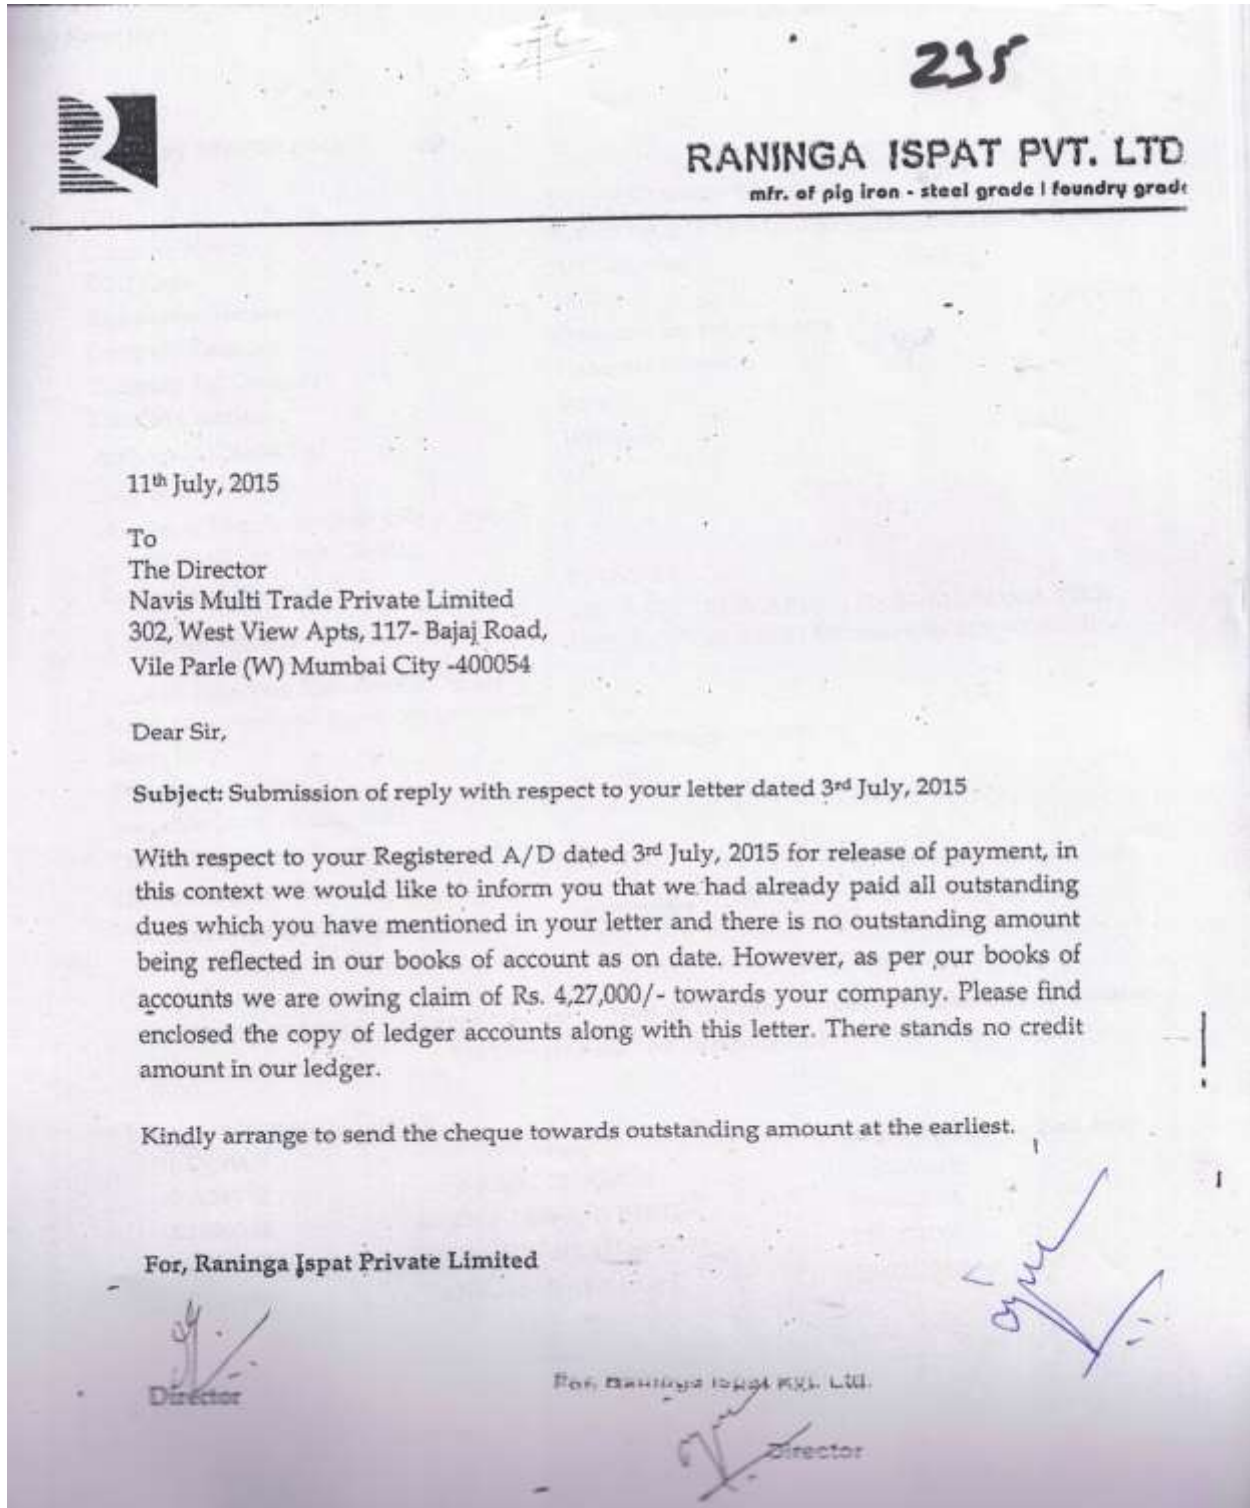 235
RANINGA ISPAT PVT. LTD
mfr. of pig iron - steel grade | foundry grade
11th July, 2015
To
The Director
Navis Multi Trade Private Limited
302, West View Apts, 117- Bajaj Road,
Vile Parle (W) Mumbai City -400054
Dear Sir,
Subject: Submission of reply with respect to your letter dated 3rd July, 2015
With respect to your Registered A/D dated 3rd July, 2015 for release of payment, in
this context we would like to inform you that we had already paid all outstanding
dues which you have mentioned in your letter and there is no outstanding amount
being reflected in our books of account as on date. However, as per our books of
accounts we are owing claim of Rs. 4,27,000/- towards your company. Please find
enclosed the copy of ledger accounts along with this letter. There stands no credit
amount in our ledger.
Kindly arrange to send the cheque towards outstanding amount at the earliest.
For, Raninga Ispat Private Limited
Director
For, Raninga Ispat Pvt. Ltd.
Director